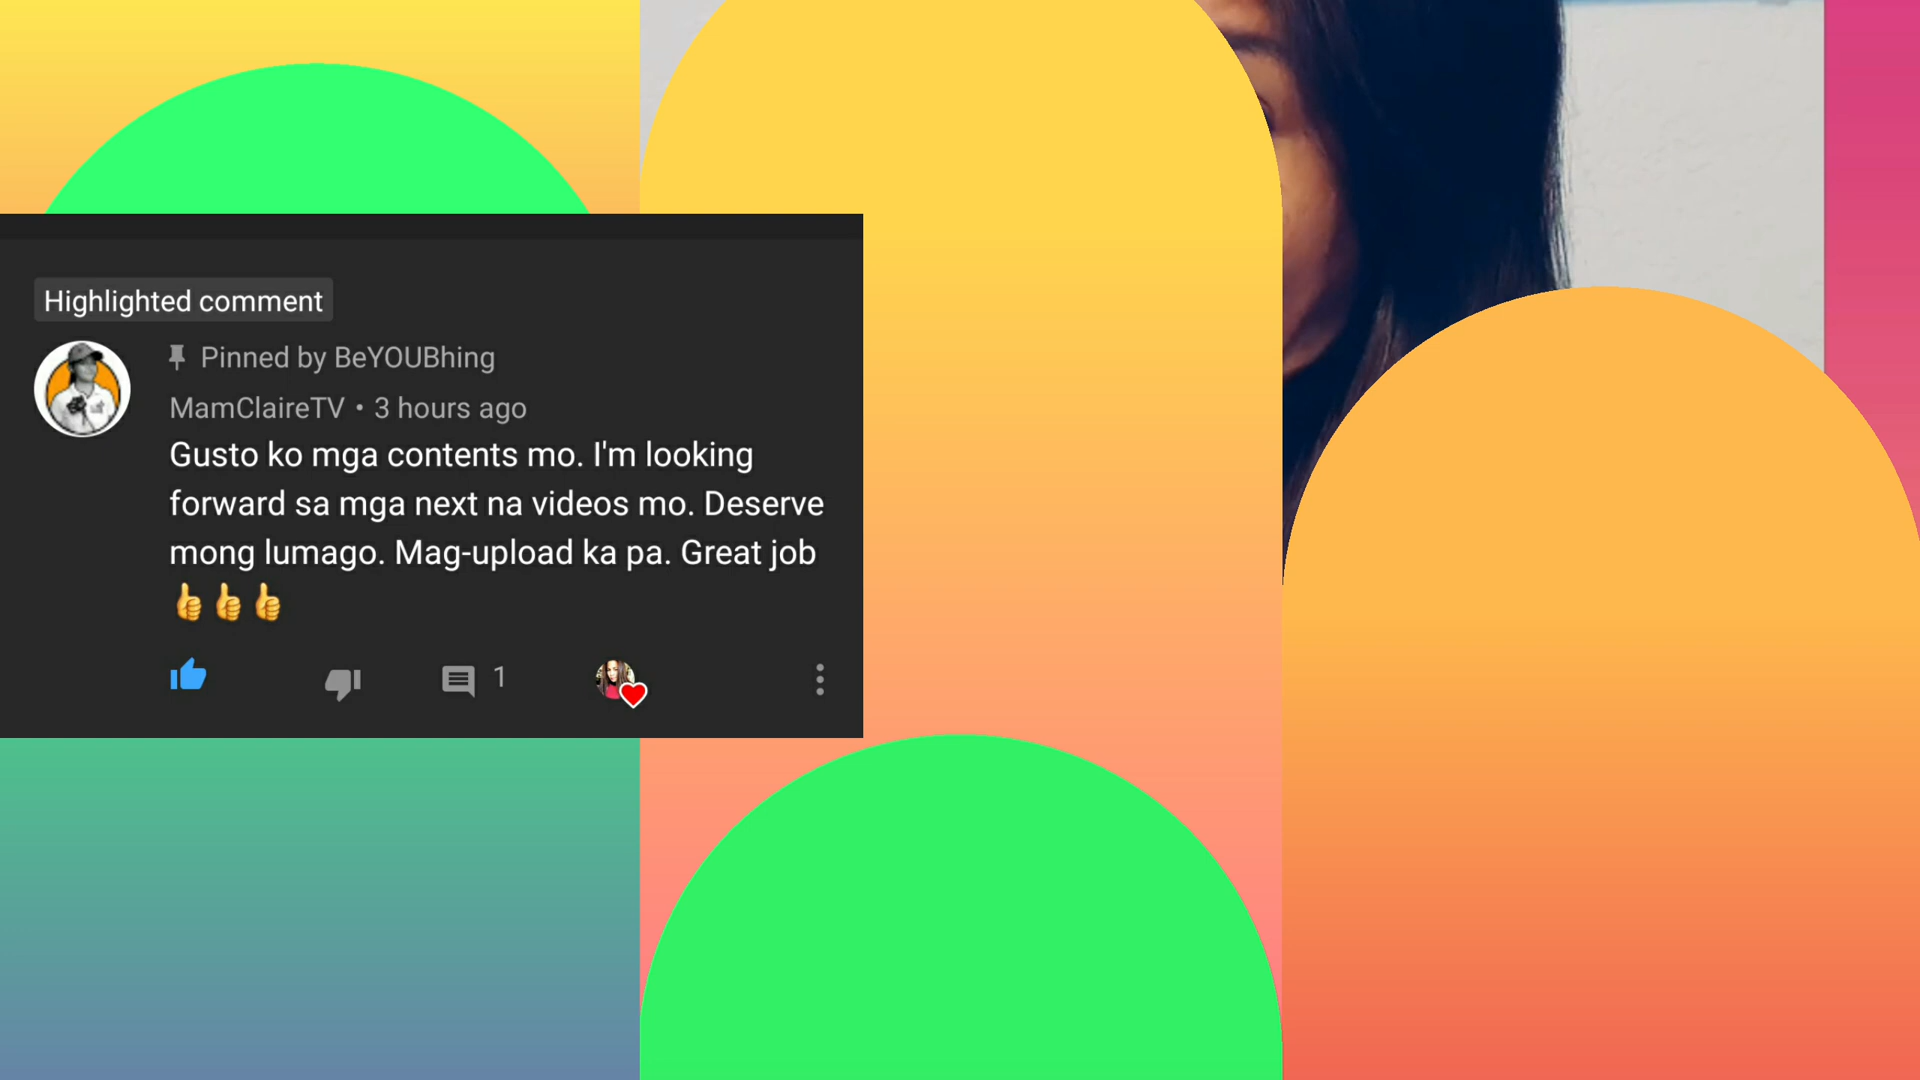 Highlighted comment
Pinned by BeYOUBhing
MamClaireTV • 3 hours ago
Gusto ko mga contents mo. I'm looking
forward sa mga next na videos mo. Deserve
mong lumago. Mag-upload ka pa. Great job
👍👍👍
1